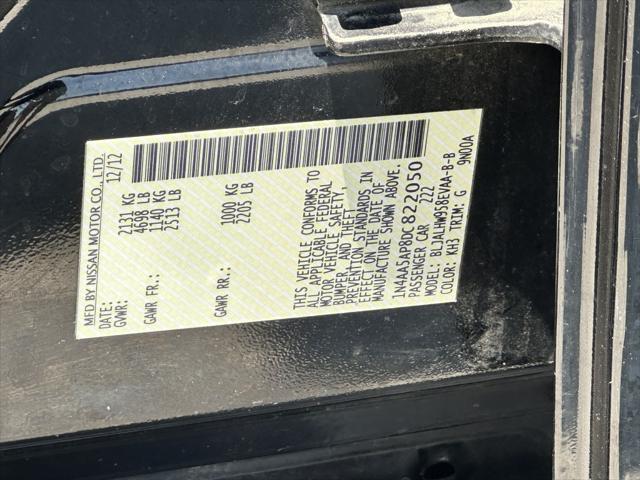 MFD BY NISSAN MOTOR CO., LTD.
DATE: 12/12
GVWR: 2131 KG
4698 LB
GAWR FR.: 1140 KG
2513 LB
GAWR RR.: 1000 KG
2205 LB
THIS VEHICLE CONFORMS TO
ALL APPLICABLE FEDERAL
MOTOR VEHICLE SAFETY,
BUMPER, AND THEFT
PREVENTION STANDARDS IN
EFFECT ON THE DATE OF
MANUFACTURE SHOWN ABOVE.
1N4AA5AP8DC822050
PASSENGER CAR 222
MODEL: BLJALHW958EVAA-B-B
COLOR: KH3 TRIM: G 9N00A